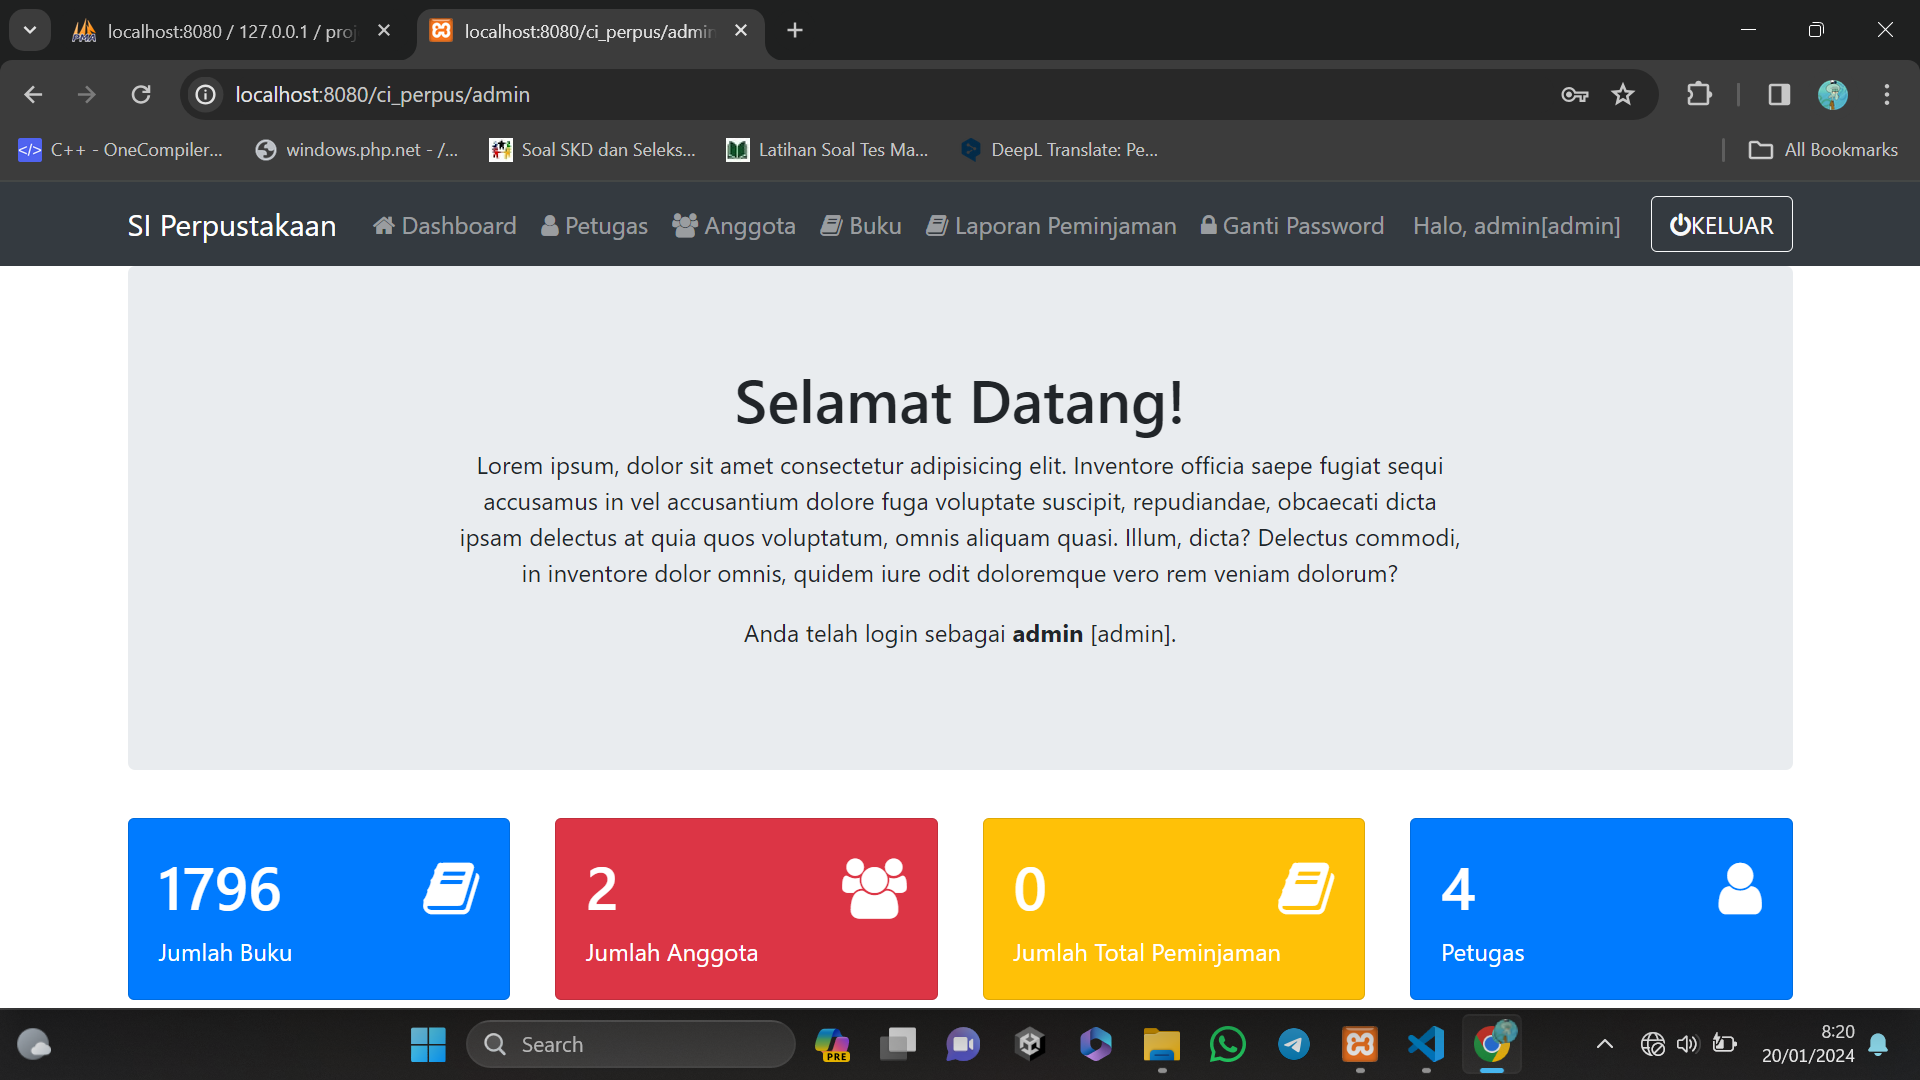 localhost:8080 / 127.0.0.1 / proj
localhost:8080/ci_perpus/admin
localhost:8080/ci_perpus/admin
C++ - OneCompiler...
windows.php.net - /...
Soal SKD dan Seleks...
Latihan Soal Tes Ma...
DeepL Translate: Pe...
All Bookmarks
SI Perpustakaan
Dashboard
Petugas
Anggota
Buku
Laporan Peminjaman
Ganti Password
Halo, admin[admin]
KELUAR
Selamat Datang!
Lorem ipsum, dolor sit amet consectetur adipisicing elit. Inventore officia saepe fugiat sequi
accusamus in vel accusantium dolore fuga voluptate suscipit, repudiandae, obcaecati dicta
ipsam delectus at quia quos voluptatum, omnis aliquam quasi. Illum, dicta? Delectus commodi,
in inventore dolor omnis, quidem iure odit doloremque vero rem veniam dolorum?
Anda telah login sebagai admin [admin].
1796
Jumlah Buku
2
Jumlah Anggota
0
Jumlah Total Peminjaman
4
Petugas
Search
PRE
8:20
20/01/2024